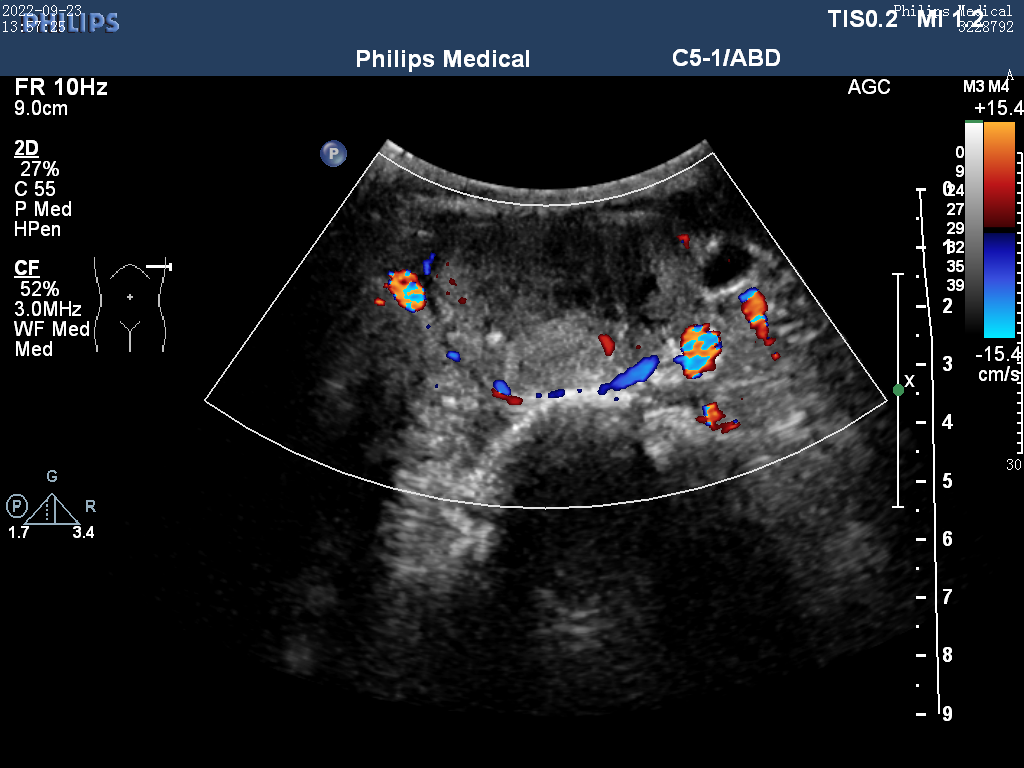 2022-09-23
PHILIPS
13:57:25
Philips Medical
TIS0.2 MI 1.2
3228792
Philips Medical
C5-1/ABD
FR 10Hz
9.0cm
2D
27%
C 55
P Med
HPen
CF
52%
3.0MHz
WF Med
Med
P
AGC
A
M3 M4
+15.4
0
9
24
27
29
32
35
39
-15.4
cm/s
30
0
1
2
3
4
5
6
7
8
9
X
G
P
R
1.7
3.4